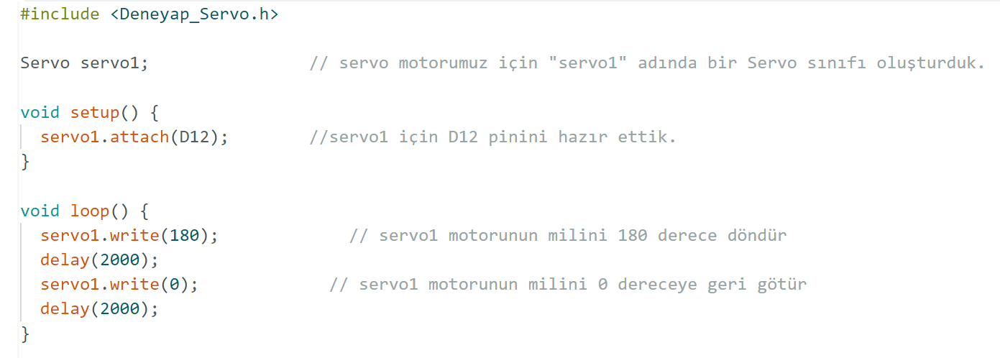 #include <Deneyap_Servo.h>
Servo servo1; // servo motorumuz için "servo1" adında bir Servo sınıfı oluşturduk.
void setup() {
servo1.attach(D12); //servo1 için D12 pinini hazır ettik.
}
void loop() {
servo1.write(180); // servo1 motorunun milini 180 derece döndür
delay(2000);
servo1.write(0); // servo1 motorunun milini 0 dereceye geri götür
delay(2000);
}